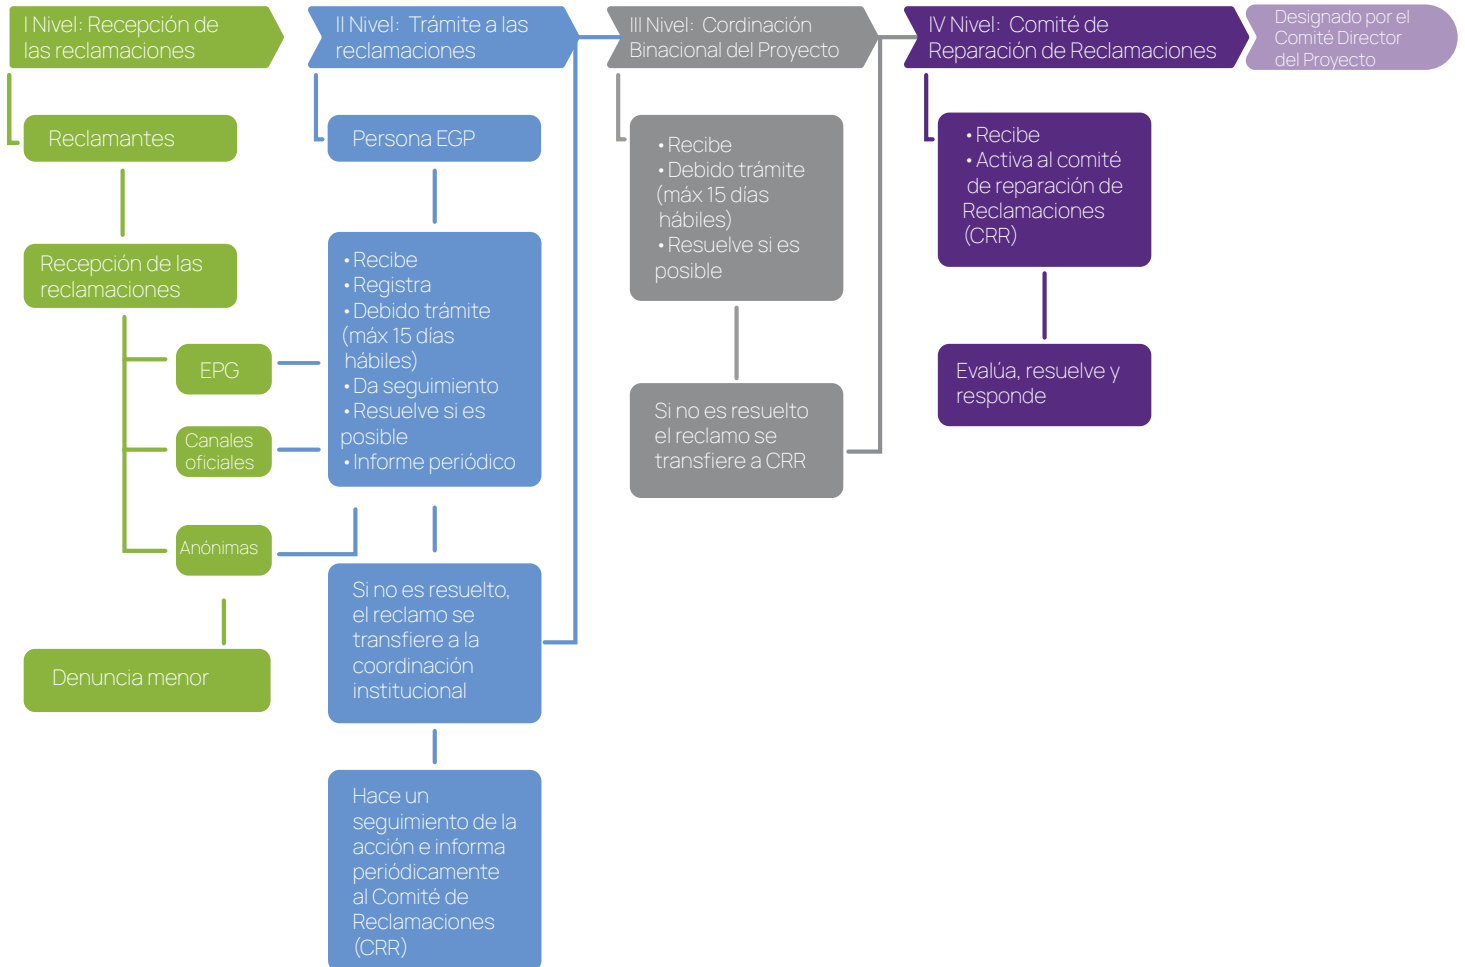 I Nivel: Recepción de
las reclamaciones
II Nivel: Trámite a las
reclamaciones
III Nivel: Cordinación
Binacional del Proyecto
IV Nivel: Comité de
Reparación de Reclamaciones
Designado por el
Comité Director
del Proyecto
Reclamantes
Recepción de las
reclamaciones
EPG
Canales
oficiales
Anónimas
Denuncia menor
Persona EGP
• Recibe
• Registra
• Debido trámite
(máx 15 días
hábiles)
• Da seguimiento
• Resuelve si es
posible
• Informe periódico
Si no es resuelto,
el reclamo se
transfiere a la
coordinación
institucional
Hace un
seguimiento de la
acción e informa
periódicamente
al Comité de
Reclamaciones
(CRR)
• Recibe
• Debido trámite
(máx 15 días
hábiles)
• Resuelve si es
posible
Si no es resuelto
el reclamo se
transfiere a CRR
• Recibe
• Activa al comité
de reparación de
Reclamaciones
(CRR)
Evalúa, resuelve y
responde